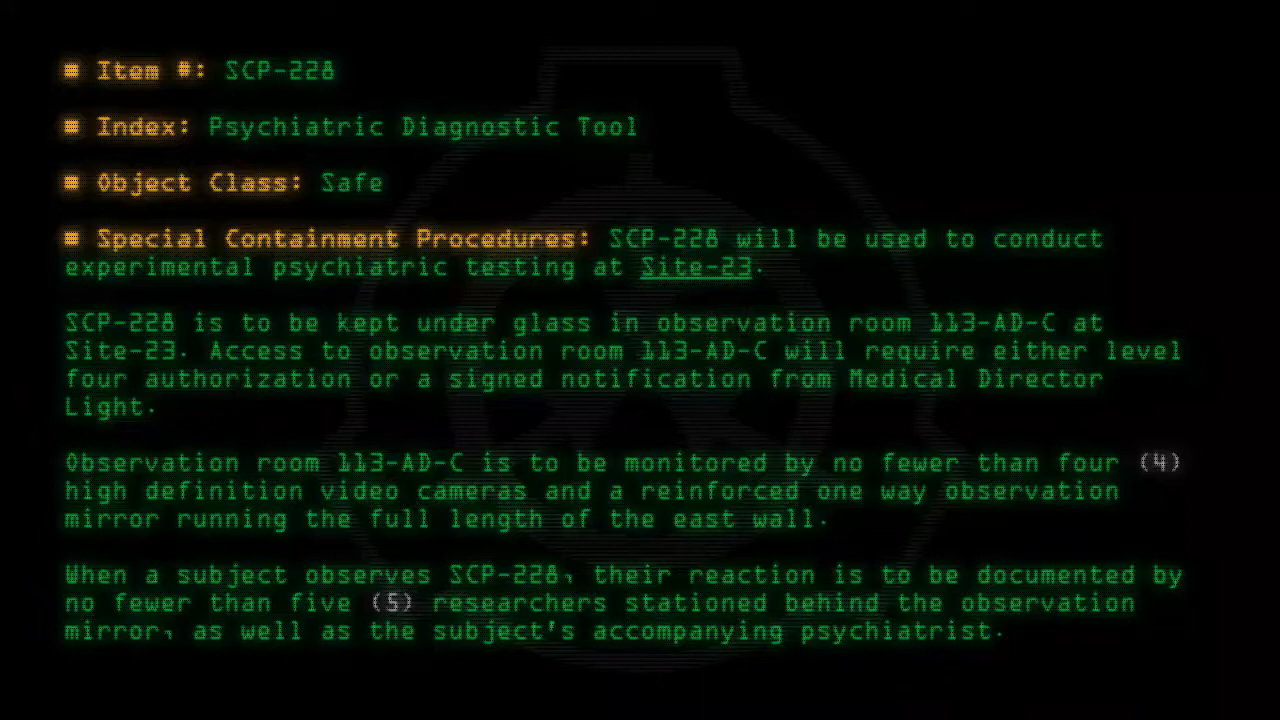 ■ Item #: SCP-228
■ Index: Psychiatric Diagnostic Tool
■ Object Class: Safe
■ Special Containment Procedures: SCP-228 will be used to conduct
experimental psychiatric testing at Site-23.
SCP-228 is to be kept under glass in observation room 113-AD-C at
Site-23. Access to observation room 113-AD-C will require either level
four authorization or a signed notification from Medical Director
Light.
Observation room 113-AD-C is to be monitored by no fewer than four (4)
high definition video cameras and a reinforced one way observation
mirror running the full length of the east wall.
When a subject observes SCP-228, their reaction is to be documented by
no fewer than five (5) researchers stationed behind the observation
mirror, as well as the subject's accompanying psychiatrist.